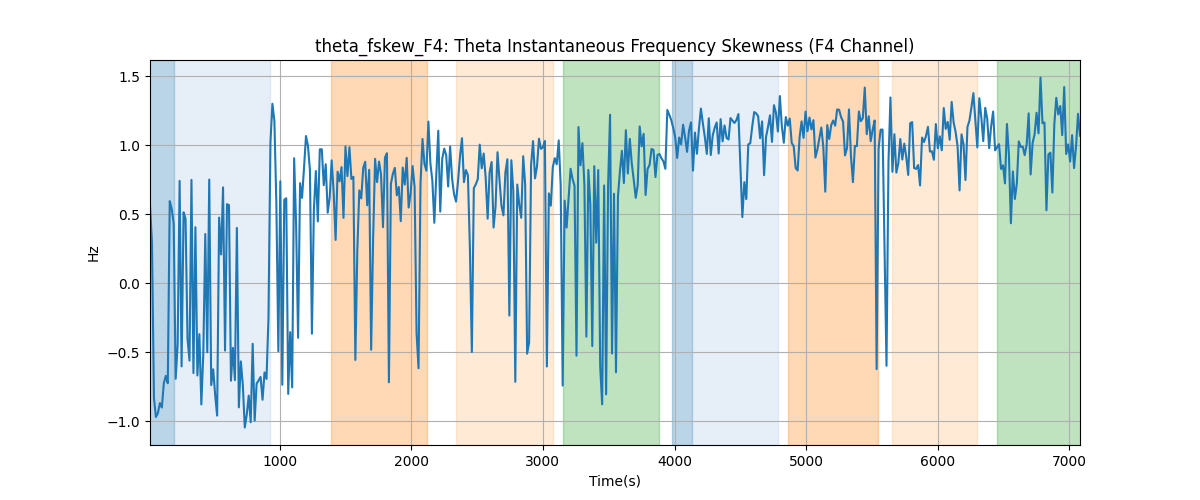 theta_fskew_F4: Theta Instantaneous Frequency Skewness (F4 Channel)
1.5
1.0
0.5
0.0
−0.5
−1.0
Hz
1000 2000 3000 4000 5000 6000 7000
Time(s)